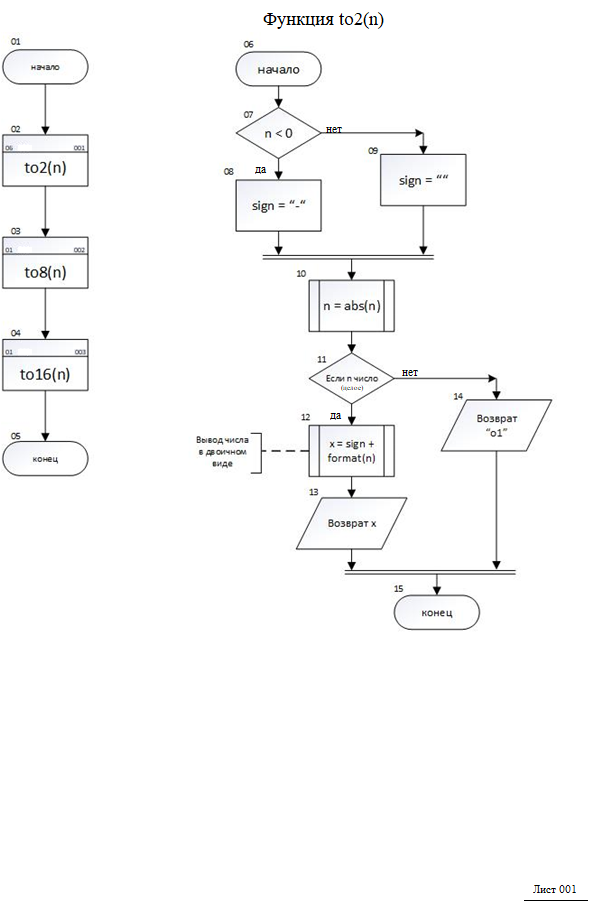 Функция to2(n)
01
начало
02
06 001
to2(n)
03
01 002
to8(n)
04
01 003
to16(n)
05
конец
06
начало
07
n < 0
нет
да
08
sign = “-“
09
sign = ““
10
n = abs(n)
11
Если n число
(целое)
нет
да
12
x = sign +
format(n)
Вывод числа
в двоичном
виде
13
Возврат x
14
Возврат
“o1”
15
конец
Лист 001